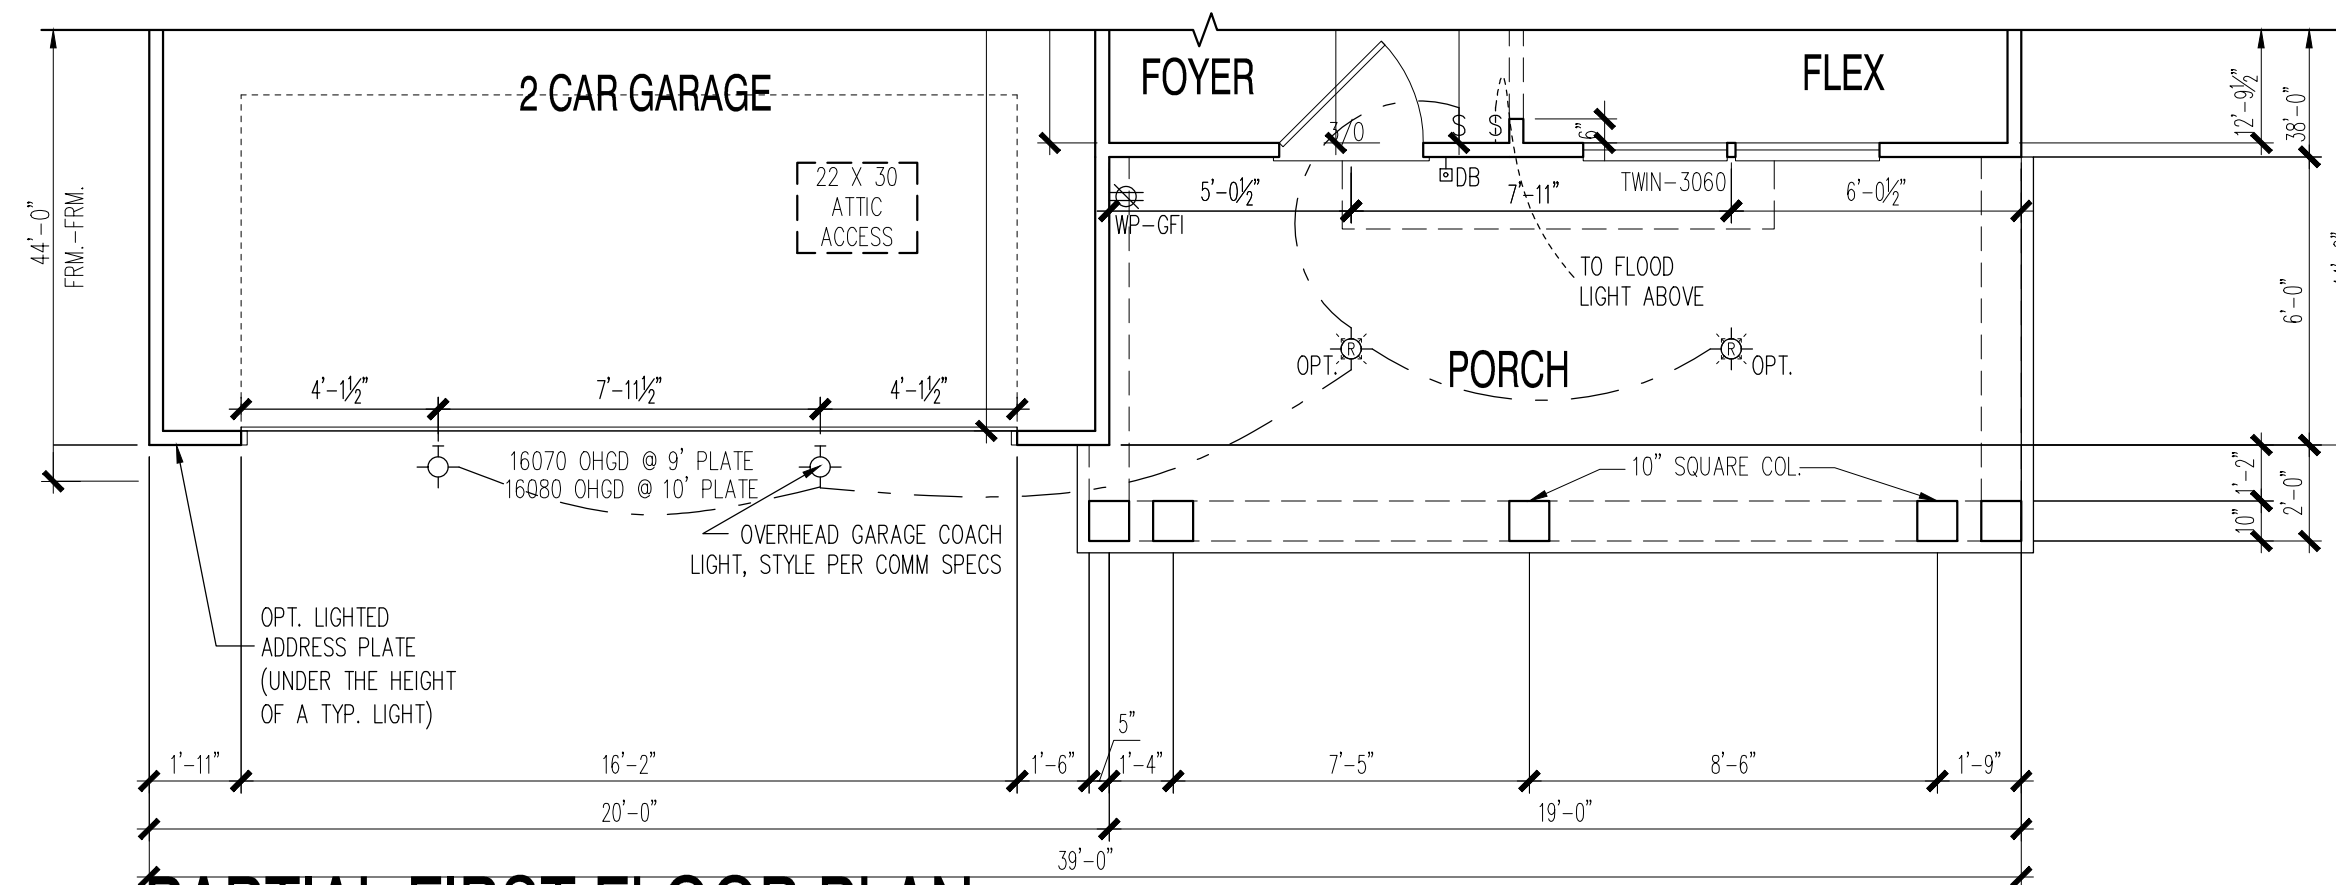 2 CAR GARAGE
FOYER
FLEX
3/0
S
S
6"
12'-9½"
38'-0"
22 X 30
ATTIC
ACCESS
DB
TWIN-3060
44'-0"
FRM.-FRM.
5'-0½"
7'-11"
6'-0½"
WP-GFI
TO FLOOD
LIGHT ABOVE
6'-0"
R
OPT.
PORCH
R
OPT.
4'-1½"
7'-11½"
4'-1½"
16070 OHGD @ 9' PLATE
16080 OHGD @ 10' PLATE
10" SQUARE COL.
1'-2"
2'-0"
10"
OVERHEAD GARAGE COACH
LIGHT, STYLE PER COMM SPECS
OPT. LIGHTED
ADDRESS PLATE
(UNDER THE HEIGHT
OF A TYP. LIGHT)
5"
1'-11"
16'-2"
1'-6"
1'-4"
7'-5"
8'-6"
1'-9"
20'-0"
19'-0"
39'-0"
PARTIAL FIRST FLOOR PLAN